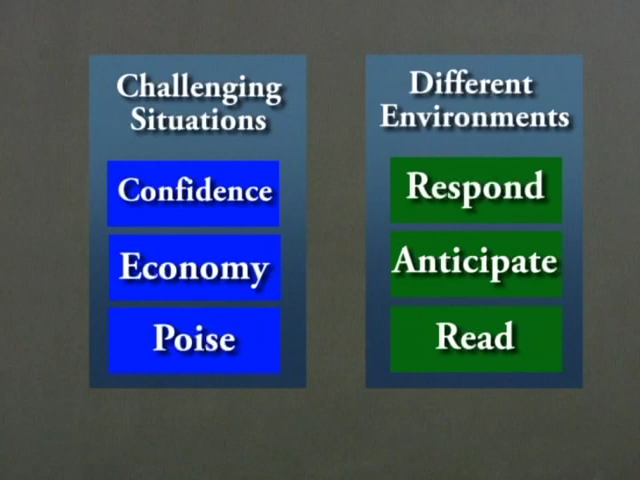 Challenging
Situations
Confidence
Economy
Poise
Different
Environments
Respond
Anticipate
Read